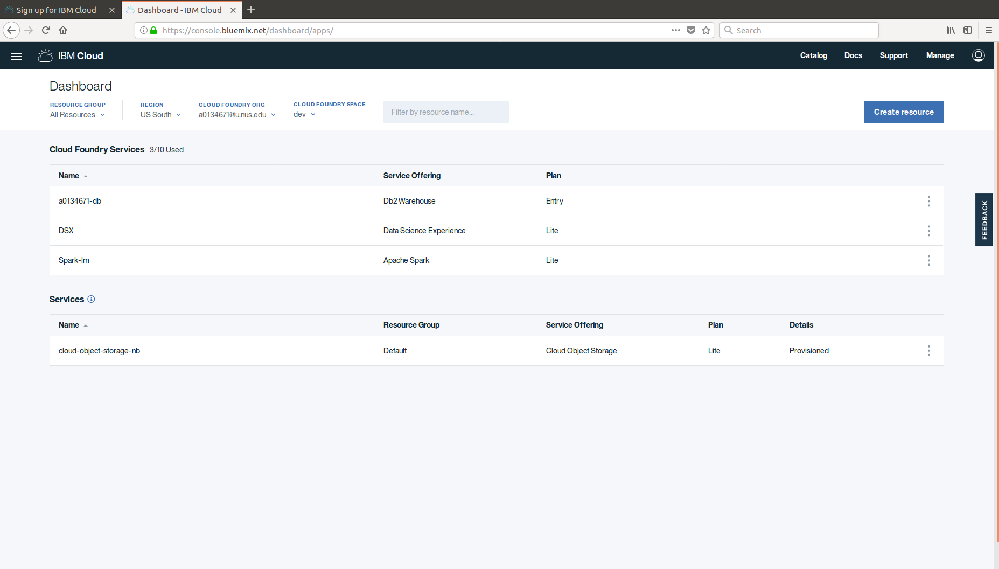 Sign up for IBM Cloud
Dashboard - IBM Cloud
https://console.bluemix.net/dashboard/apps/
Search
IBM Cloud
Catalog Docs Support Manage
Dashboard
RESOURCE GROUP REGION CLOUD FOUNDRY ORG CLOUD FOUNDRY SPACE
All Resources US South a0134671@u.nus.edu dev
Filter by resource name...
Create resource
Cloud Foundry Services 3/10 Used
Name Service Offering Plan
a0134671-db Db2 Warehouse Entry
DSX Data Science Experience Lite
Spark-lm Apache Spark Lite
FEEDBACK
Services
Name Resource Group Service Offering Plan Details
cloud-object-storage-nb Default Cloud Object Storage Lite Provisioned